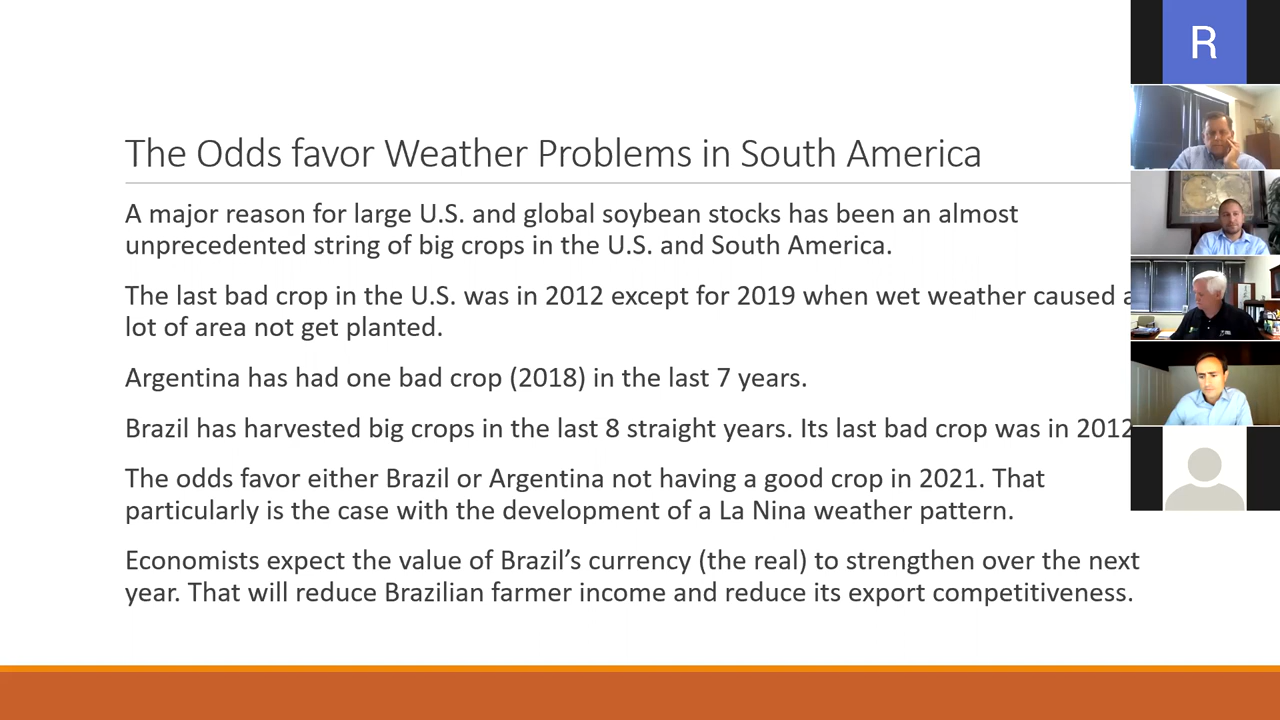 The Odds favor Weather Problems in South America
A major reason for large U.S. and global soybean stocks has been an almost
unprecedented string of big crops in the U.S. and South America.
The last bad crop in the U.S. was in 2012 except for 2019 when wet weather caused a
lot of area not get planted.
Argentina has had one bad crop (2018) in the last 7 years.
Brazil has harvested big crops in the last 8 straight years. Its last bad crop was in 2012
The odds favor either Brazil or Argentina not having a good crop in 2021. That
particularly is the case with the development of a La Nina weather pattern.
Economists expect the value of Brazil’s currency (the real) to strengthen over the next
year. That will reduce Brazilian farmer income and reduce its export competitiveness.
R